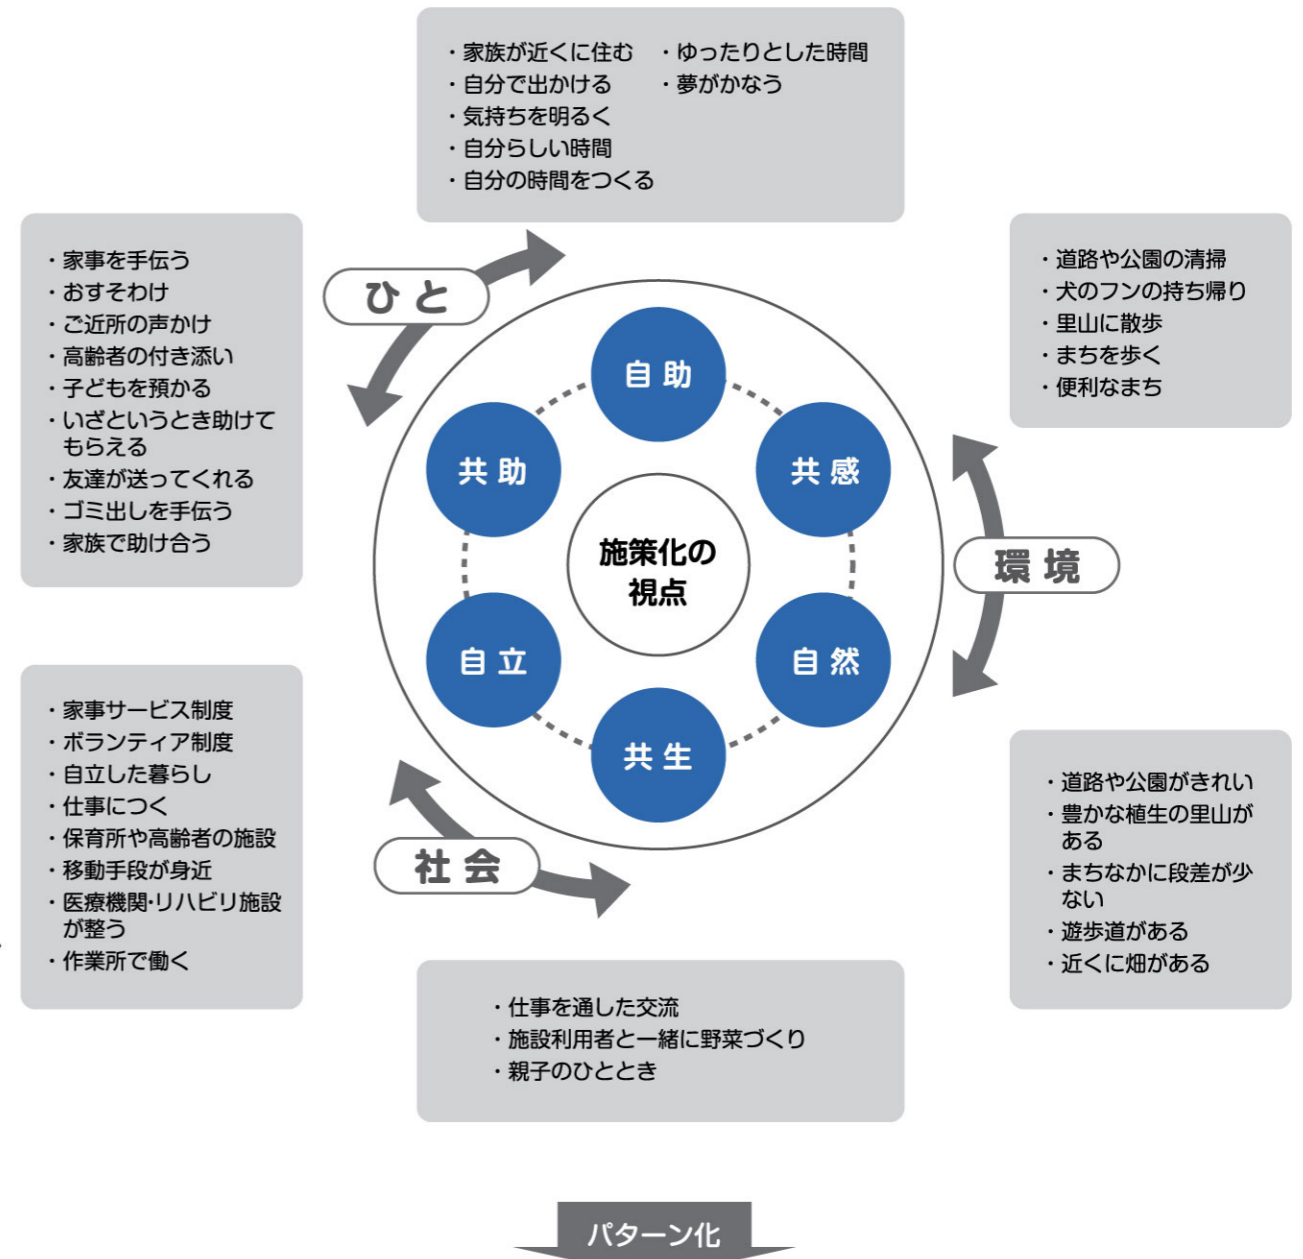 ・家族が近くに住む ・ゆったりとした時間
・自分で出かける ・夢がかなう
・気持ちを明るく
・自分らしい時間
・自分の時間をつくる
・家事を手伝う
・おすそわけ
・ご近所の声かけ
・高齢者の付き添い
・子どもを預かる
・いざというとき助けて
もらえる
・友達が送ってくれる
・ゴミ出しを手伝う
・家族で助け合う
ひと
・道路や公園の清掃
・犬のフンの持ち帰り
・里山に散歩
・まちを歩く
・便利なまち
自助
共助
共感
施策化の
視点
環境
自立
自然
共生
社会
・家事サービス制度
・ボランティア制度
・自立した暮らし
・仕事につく
・保育所や高齢者の施設
・移動手段が身近
・医療機関・リハビリ施設
が整う
・作業所で働く
・道路や公園がきれい
・豊かな植生の里山が
ある
・まちなかに段差が少
ない
・遊歩道がある
・近くに畑がある
・仕事を通した交流
・施設利用者と一緒に野菜づくり
・親子のひととき
パターン化